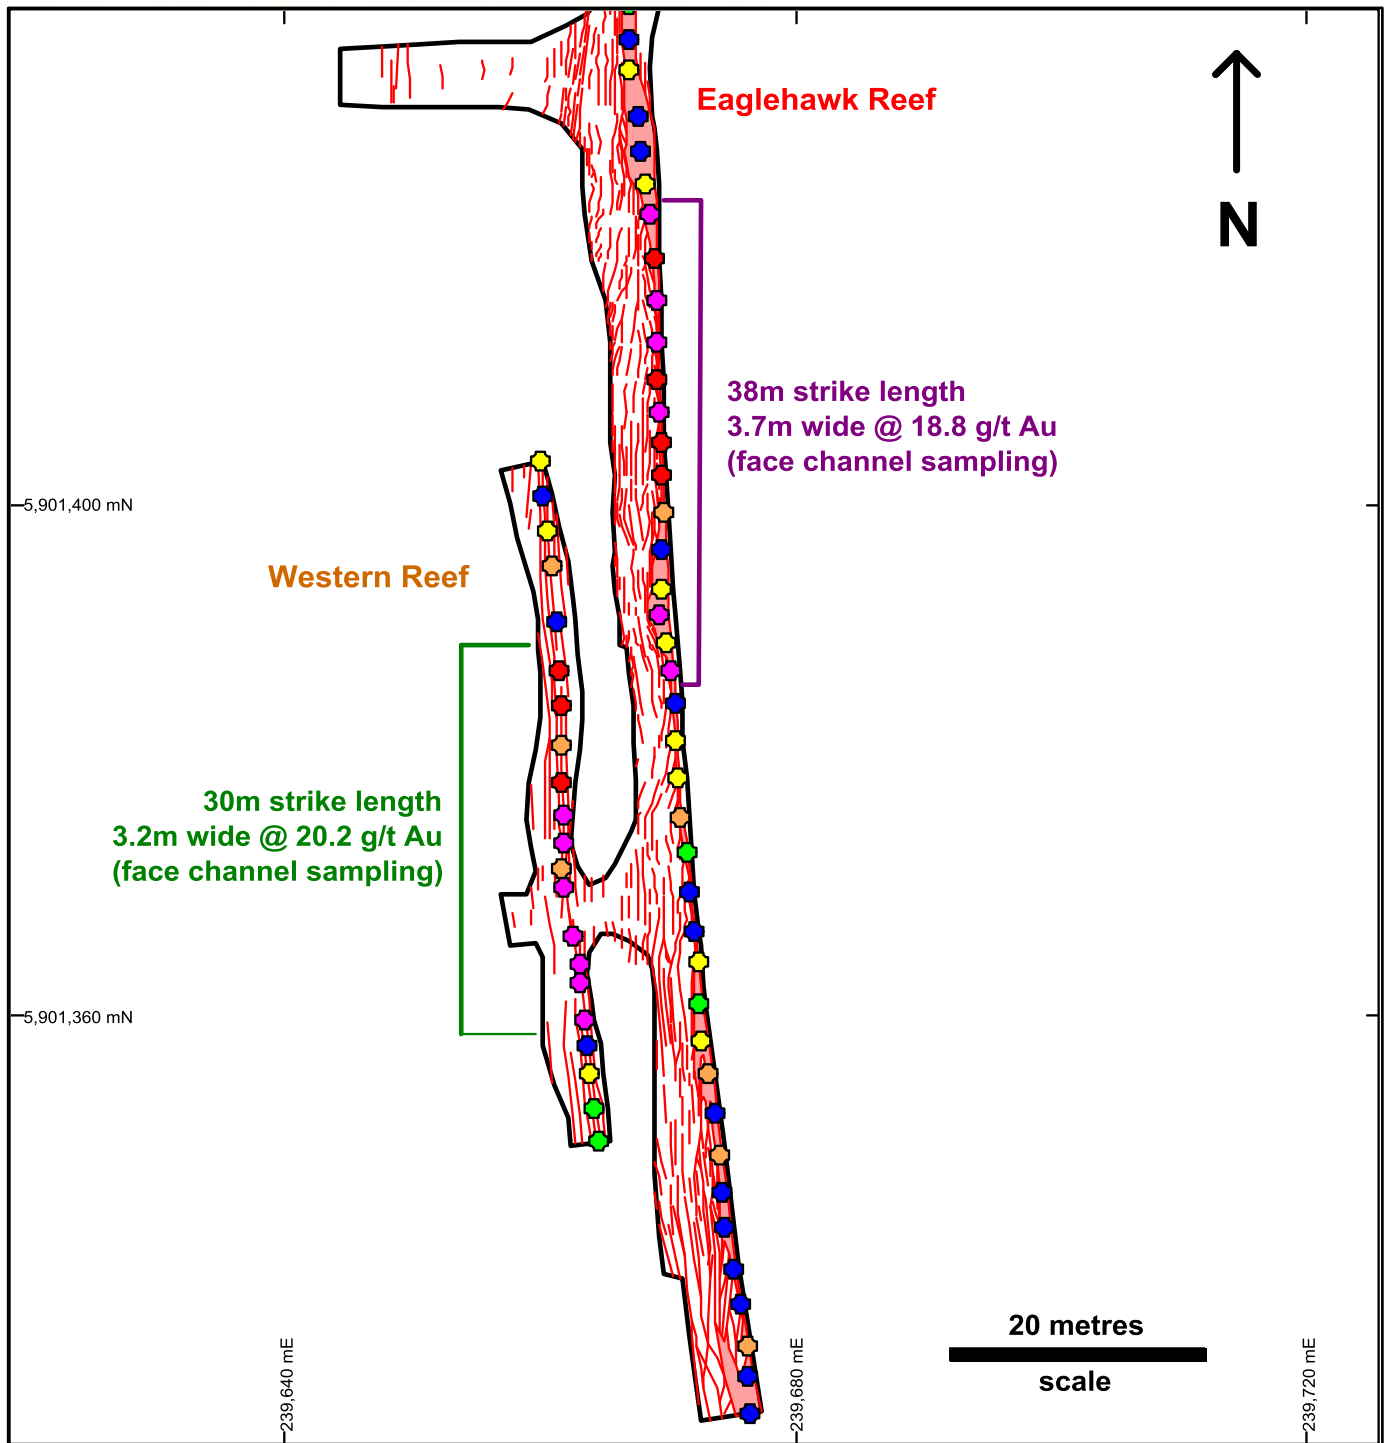 Eaglehawk Reef
N
38m strike length
3.7m wide @ 18.8 g/t Au
(face channel sampling)
5,901,400 mN
Western Reef
30m strike length
3.2m wide @ 20.2 g/t Au
(face channel sampling)
5,901,360 mN
20 metres
scale
239,640 mE
239,680 mE
239,720 mE